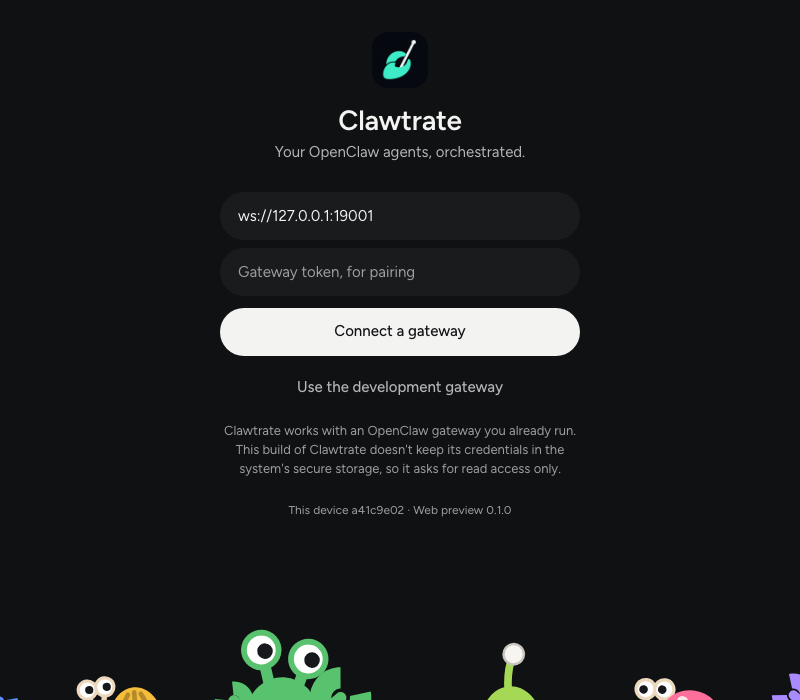 Clawtrate
Your OpenClaw agents, orchestrated.
ws://127.0.0.1:19001
Gateway token, for pairing
Connect a gateway
Use the development gateway
Clawtrate works with an OpenClaw gateway you already run.
This build of Clawtrate doesn't keep its credentials in the
system's secure storage, so it asks for read access only.
This device a41c9e02 · Web preview 0.1.0